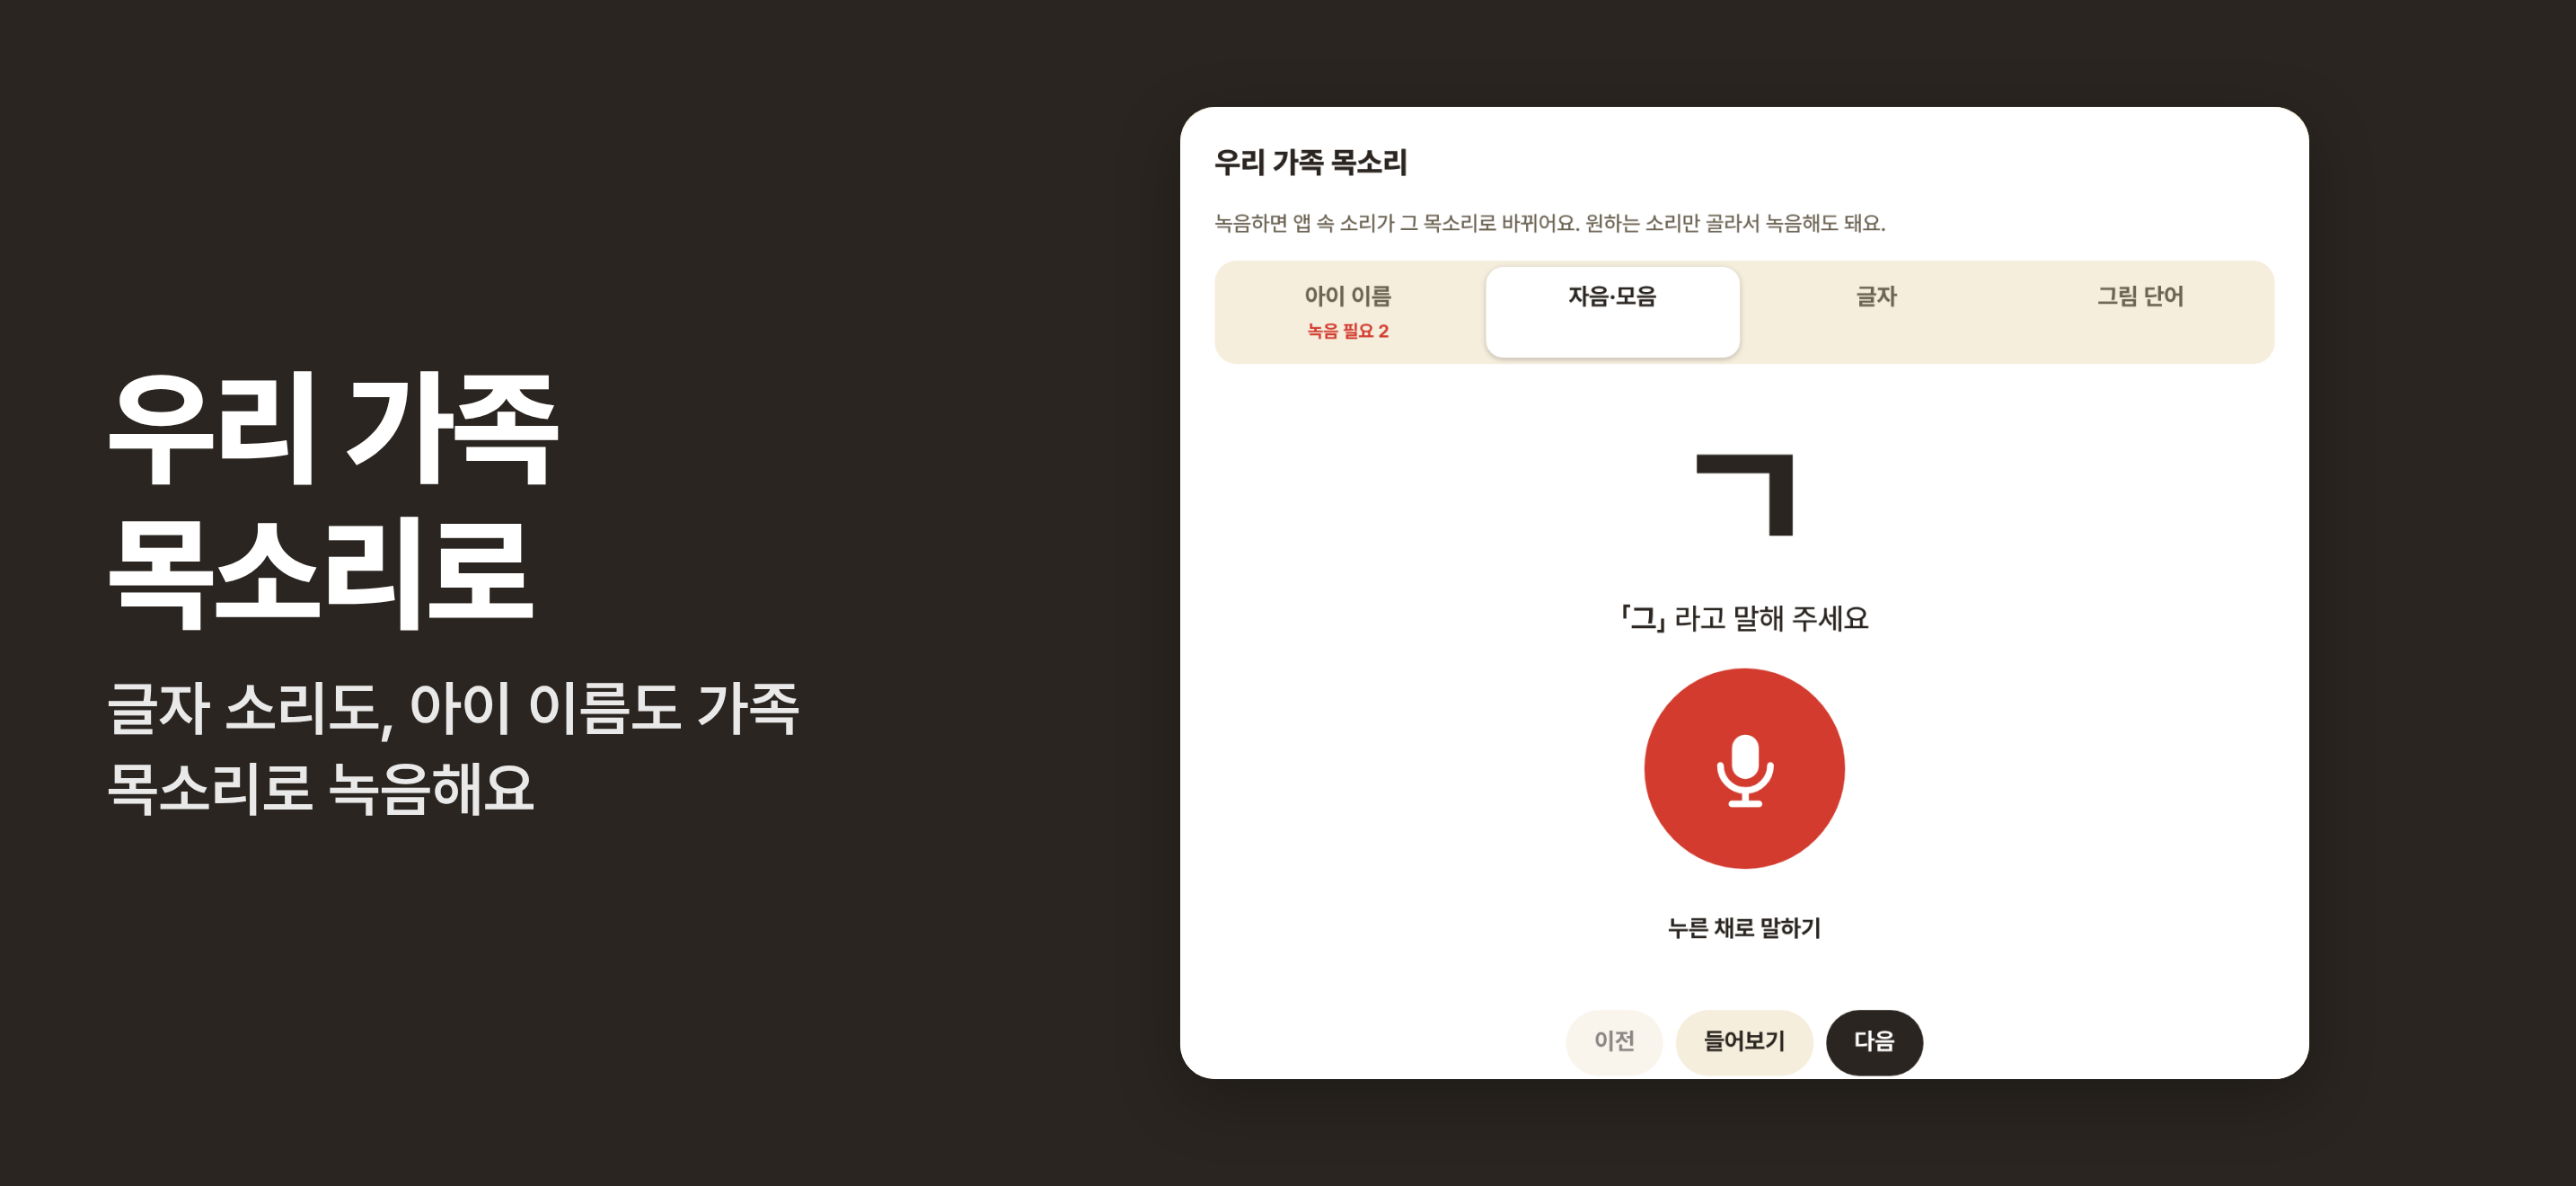 우리 가족
목소리로
글자 소리도, 아이 이름도 가족
목소리로 녹음해요
우리 가족 목소리
녹음하면 앱 속 소리가 그 목소리로 바뀌어요. 원하는 소리만 골라서 녹음해도 돼요.
아이 이름 자음·모음 글자 그림 단어
녹음 필요 2
ㄱ
「그」 라고 말해 주세요
누른 채로 말하기
이전 들어보기 다음